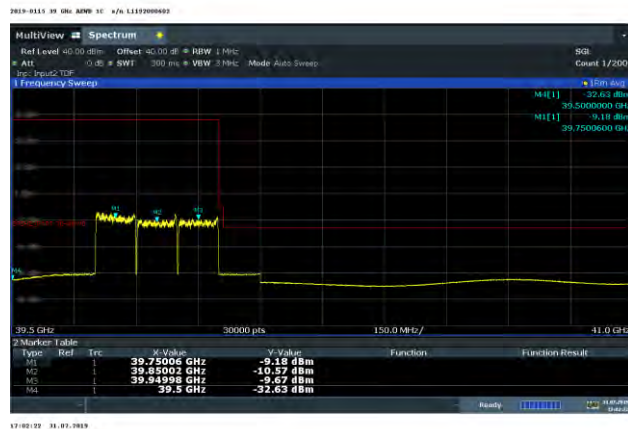 2019-0115 39 GHz AEWD 1C s/n L1192000602
MultiView Spectrum
Ref Level 40.00 dBm Offset 40.00 dB RBW 1 MHz SGL
Att 0 dB SWT 300 ms VBW 3 MHz Mode Auto Sweep Count 1/200
1 Frequency Sweep 1Rm Avg
M4[1] -32.63 dBm
39.5000000 GHz
M1[1] -9.18 dBm
39.7500600 GHz
M1 M2 M3
M4
39.5 GHz 30000 pts 150.0 MHz/ 41.0 GHz
2 Marker Table
Type Ref Trc X-Value Y-Value Function Function Result
M1 1 39.75006 GHz -9.18 dBm
M2 1 39.85002 GHz -10.57 dBm
M3 1 39.94998 GHz -9.67 dBm
M4 1 39.5 GHz -32.63 dBm
Ready
17:02:22 31.07.2019